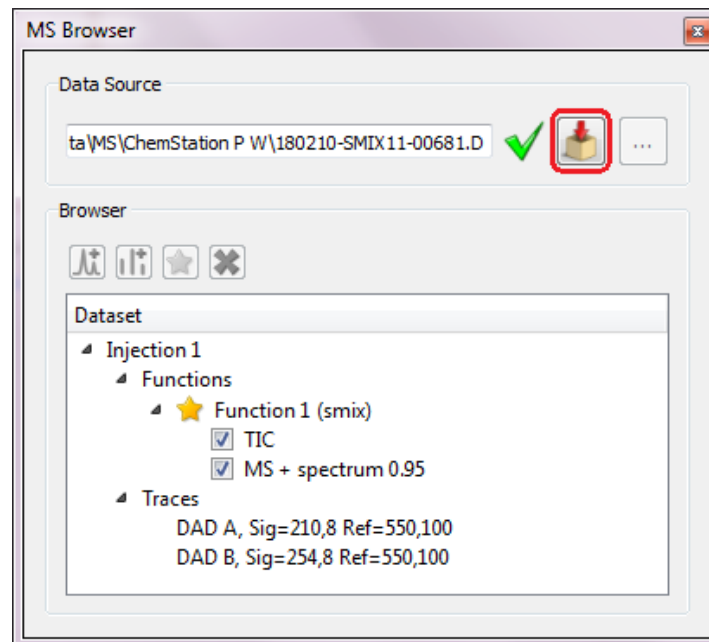 MS Browser
Data Source
ta\MS\ChemStation P W\180210-SMIX11-00681.D
...
Browser
Dataset
Injection 1
Functions
Function 1 (smix)
TIC
MS + spectrum 0.95
Traces
DAD A, Sig=210,8 Ref=550,100
DAD B, Sig=254,8 Ref=550,100